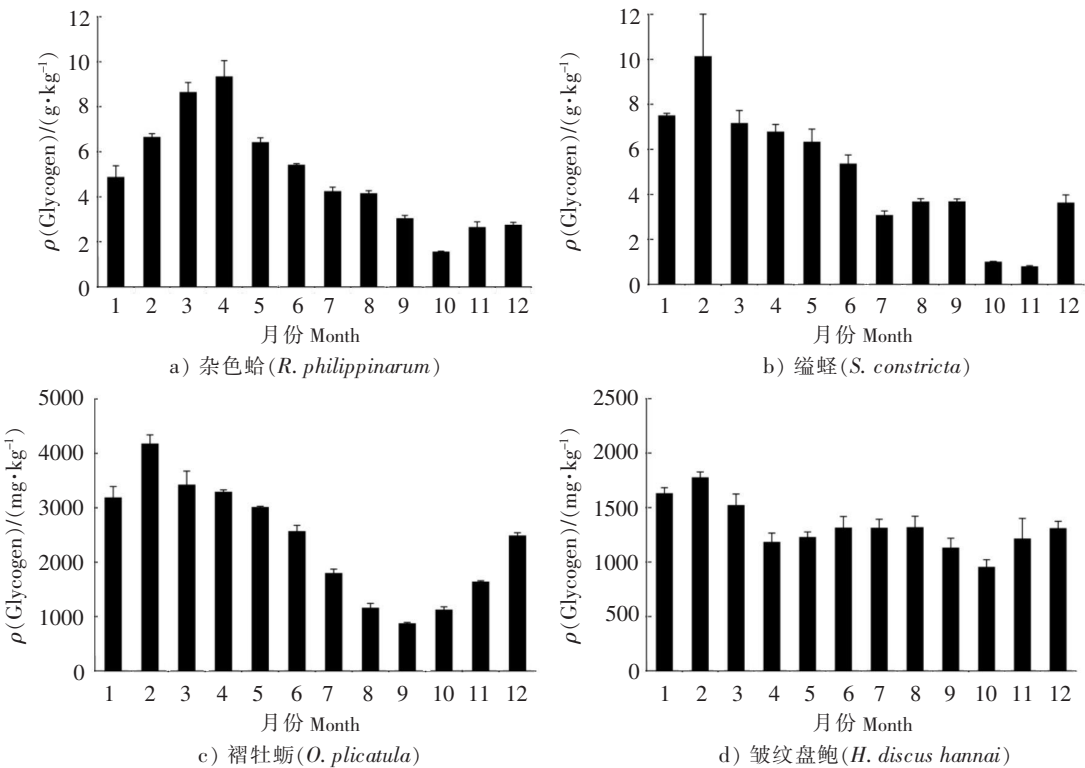 ρ(Glycogen)/(g·kg⁻¹)
12
10
8
6
4
2
0
1 2 3 4 5 6 7 8 9 10 11 12
月份 Month
a) 杂色蛤(R. philippinarum)
ρ(Glycogen)/(g·kg⁻¹)
12
10
8
6
4
2
0
1 2 3 4 5 6 7 8 9 10 11 12
月份 Month
b) 缢蛏(S. constricta)
ρ(Glycogen)/(mg·kg⁻¹)
5000
4000
3000
2000
1000
0
1 2 3 4 5 6 7 8 9 10 11 12
月份 Month
c) 褶牡蛎(O. plicatula)
ρ(Glycogen)/(mg·kg⁻¹)
2500
2000
1500
1000
500
0
1 2 3 4 5 6 7 8 9 10 11 12
月份 Month
d) 皱纹盘鲍(H. discus hannai)